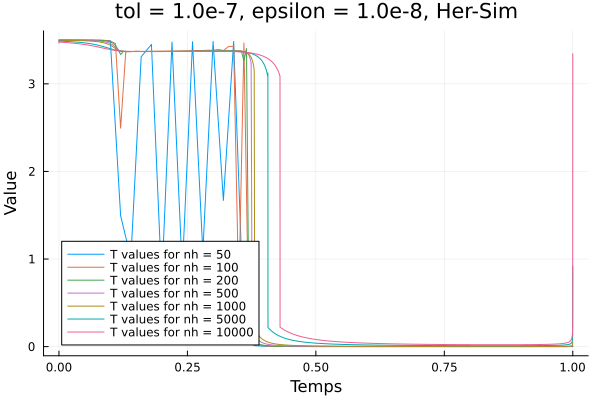 tol = 1.0e-7, epsilon = 1.0e-8, Her-Sim
Value
3
2
1
0
T values for nh = 50
T values for nh = 100
T values for nh = 200
T values for nh = 500
T values for nh = 1000
T values for nh = 5000
T values for nh = 10000
0.00
0.25
0.50
0.75
1.00
Temps